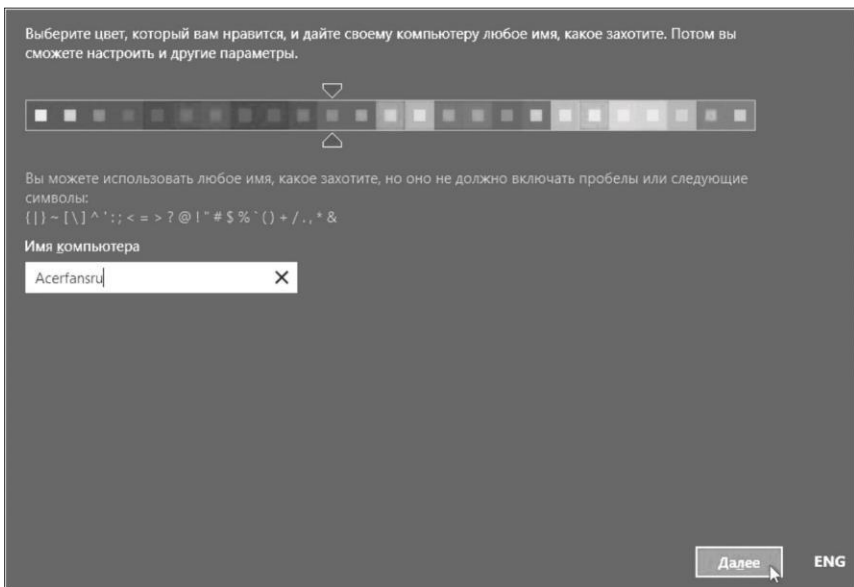 Выберите цвет, который вам нравится, и дайте своему компьютеру любое имя, какое захотите. Потом вы
сможете настроить и другие параметры.
Вы можете использовать любое имя, какое захотите, но оно не должно включать пробелы или следующие
символы:
{ | } ~ [ \ ] ^ ' : ; < = > ? @ ! " # $ % ` ( ) + / . , * &
Имя компьютера
Acerfansru
Далее
ENG